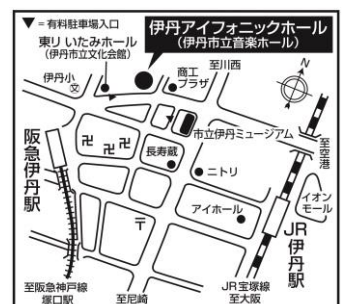 ▼=有料駐車場入口
伊丹アイフォニックホール
(伊丹市立音楽ホール)
東リ いたみホール
(伊丹市立文化会館)
至川西
N
伊丹小
文
商工
プラザ
市立伊丹ミュージアム
至空港
阪急伊丹駅
卍
卍
卍
長寿蔵
ニトリ
イオン
モール
アイホール
〒
JR伊丹駅
至阪急神戸線
塚口駅
至尼崎
JR宝塚線
至大阪